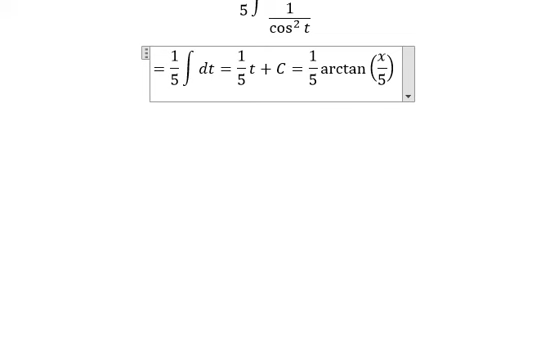 5 ∫ 1 / cos² t
= 1/5 ∫ dt = 1/5 t + C = 1/5 arctan (x/5)